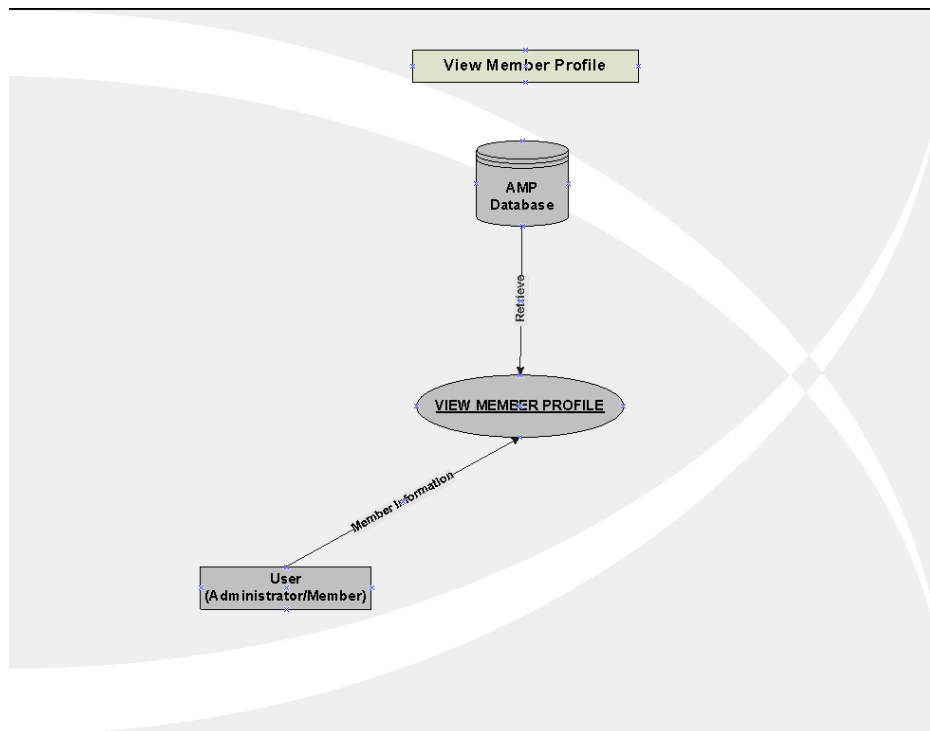 View Member Profile
AMP
Database
Retrieve
VIEW MEMBER PROFILE
Member Information
User
(Administrator/Member)